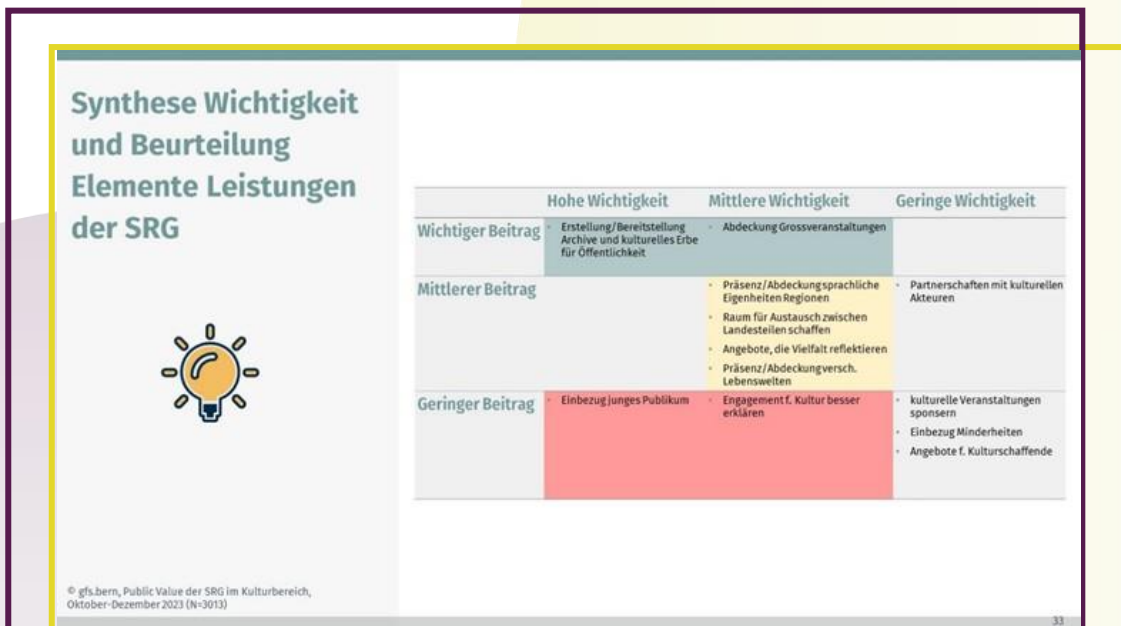 Synthese Wichtigkeit
und Beurteilung
Elemente Leistungen
der SRG
Hohe Wichtigkeit
Mittlere Wichtigkeit
Geringe Wichtigkeit
Wichtiger Beitrag
Erstellung/Bereitstellung
Archive und kulturelles Erbe
für Öffentlichkeit
Abdeckung Grossveranstaltungen
Mittlerer Beitrag
Präsenz/Abdeckung sprachliche
Eigenheiten Regionen
Raum für Austausch zwischen
Landesteilen schaffen
Angebote, die Vielfalt reflektieren
Präsenz/Abdeckung versch.
Lebenswelten
Partnerschaften mit kulturellen
Akteuren
Geringer Beitrag
Einbezug junges Publikum
Engagement f. Kultur besser
erklären
kulturelle Veranstaltungen
sponsern
Einbezug Minderheiten
Angebote f. Kulturschaffende
© gfs.bern, Public Value der SRG im Kulturbereich,
Oktober-Dezember 2023 (N=3013)
33